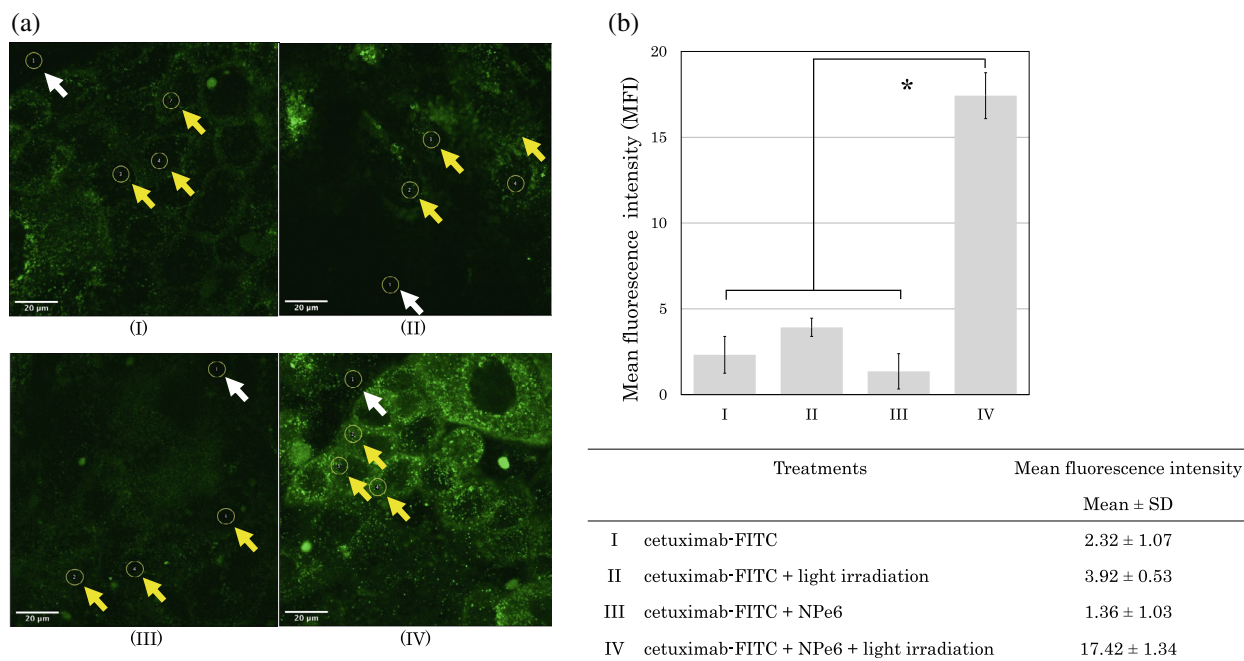 (a)
20 µm
(I)
20 µm
(II)
20 µm
(III)
20 µm
(IV)
(b)
Mean fluorescence intensity (MFI)
20
15
10
5
0
*
I II III IV
Treatments Mean fluorescence intensity
Mean ± SD
I cetuximab-FITC 2.32 ± 1.07
II cetuximab-FITC + light irradiation 3.92 ± 0.53
III cetuximab-FITC + NPe6 1.36 ± 1.03
IV cetuximab-FITC + NPe6 + light irradiation 17.42 ± 1.34